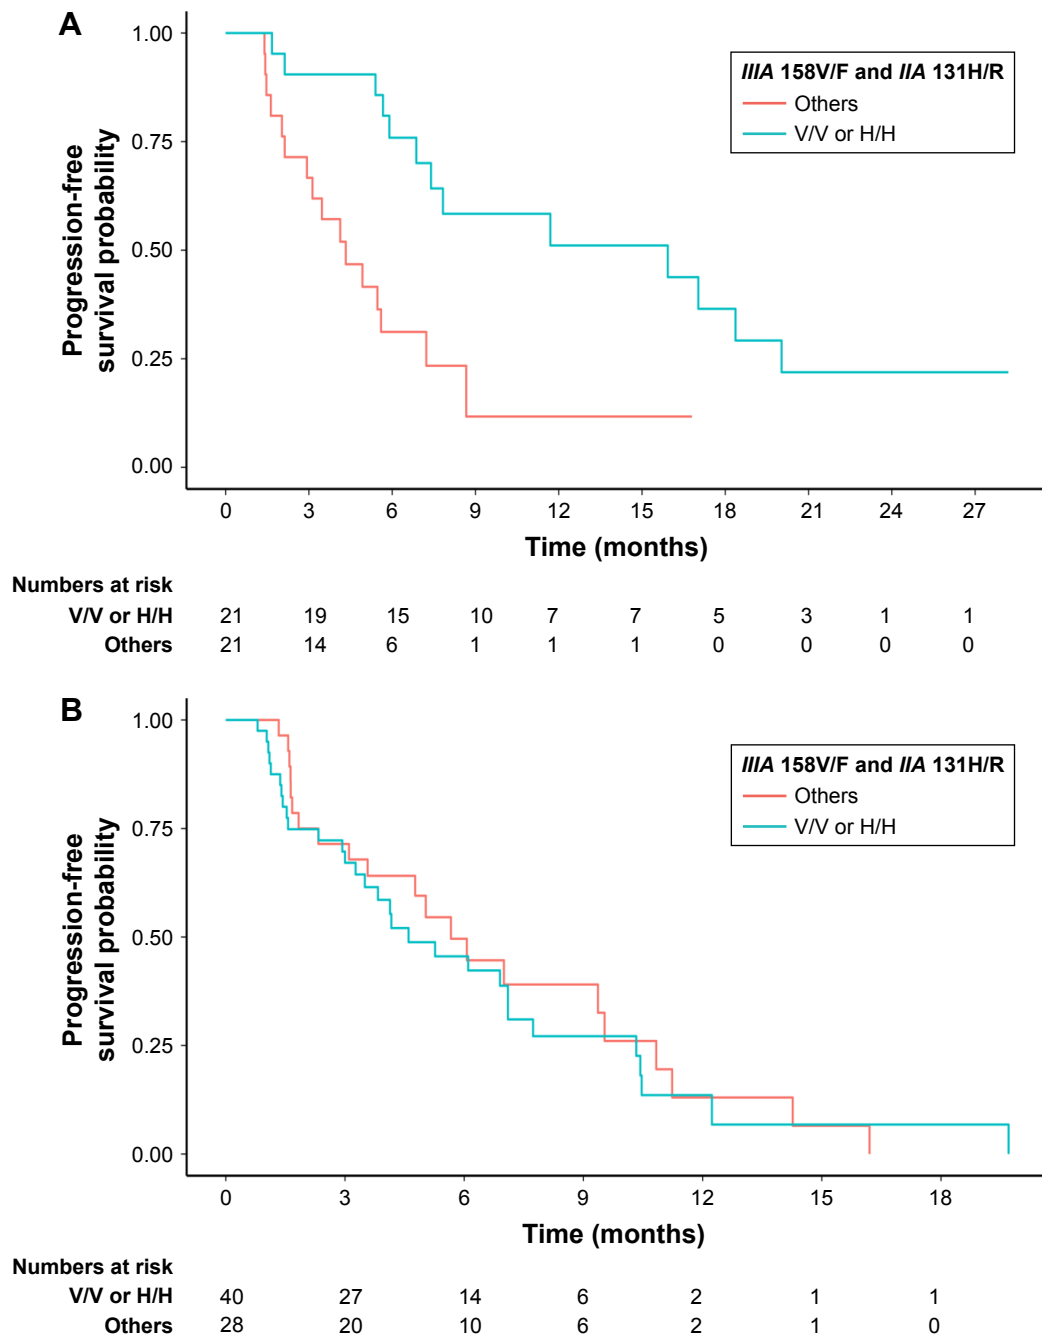 A
1.00
0.75
0.50
0.25
0.00
Progression-free
survival probability
IIIA 158V/F and IIA 131H/R
Others
V/V or H/H
0 3 6 9 12 15 18 21 24 27
Time (months)
Numbers at risk
V/V or H/H 21 19 15 10 7 7 5 3 1 1
Others 21 14 6 1 1 1 0 0 0 0
B
1.00
0.75
0.50
0.25
0.00
Progression-free
survival probability
IIIA 158V/F and IIA 131H/R
Others
V/V or H/H
0 3 6 9 12 15 18
Time (months)
Numbers at risk
V/V or H/H 40 27 14 6 2 1 1
Others 28 20 10 6 2 1 0